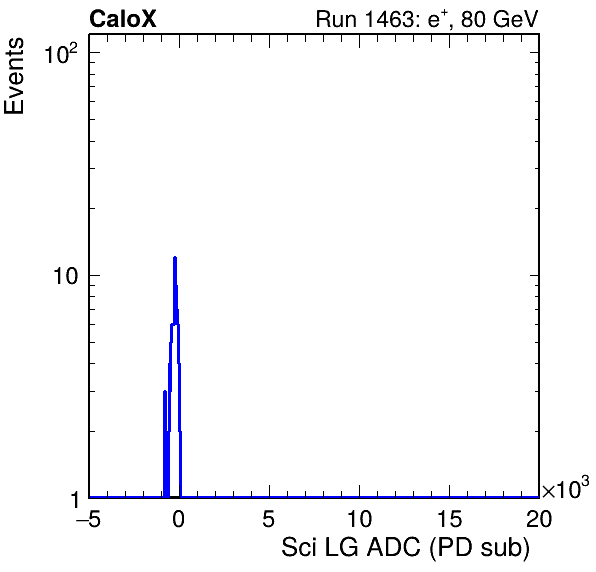 CaloX Run 1463: e⁺, 80 GeV
Events
10²
10
1
−5 0 5 10 15 20
×10³
Sci LG ADC (PD sub)